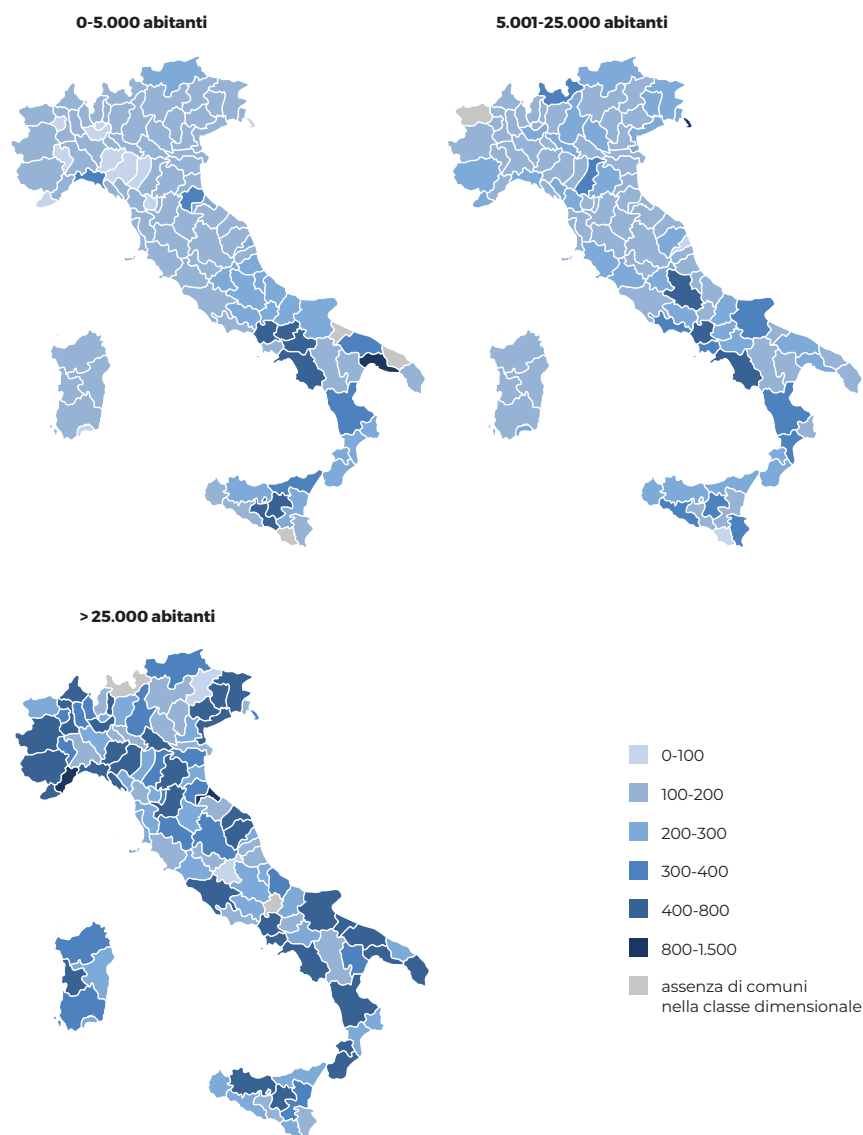 0-5.000 abitanti
5.001-25.000 abitanti
> 25.000 abitanti
0-100
100-200
200-300
300-400
400-800
800-1.500
assenza di comuni
nella classe dimensionale